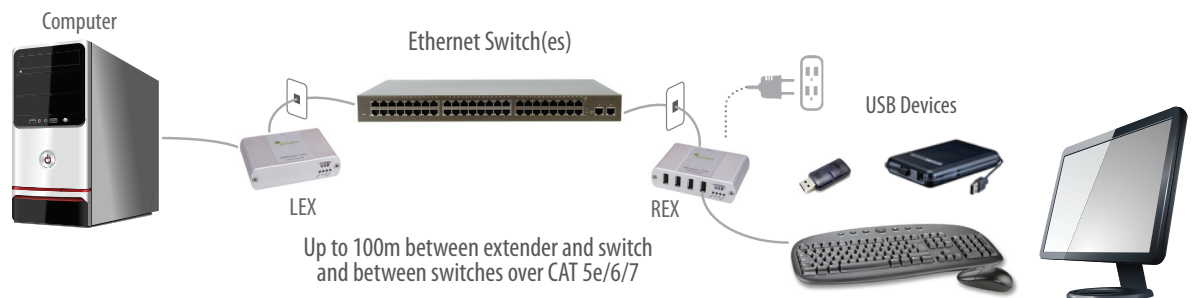 Computer
Ethernet Switch(es)
USB Devices
LEX
REX
Up to 100m between extender and switch
and between switches over CAT 5e/6/7